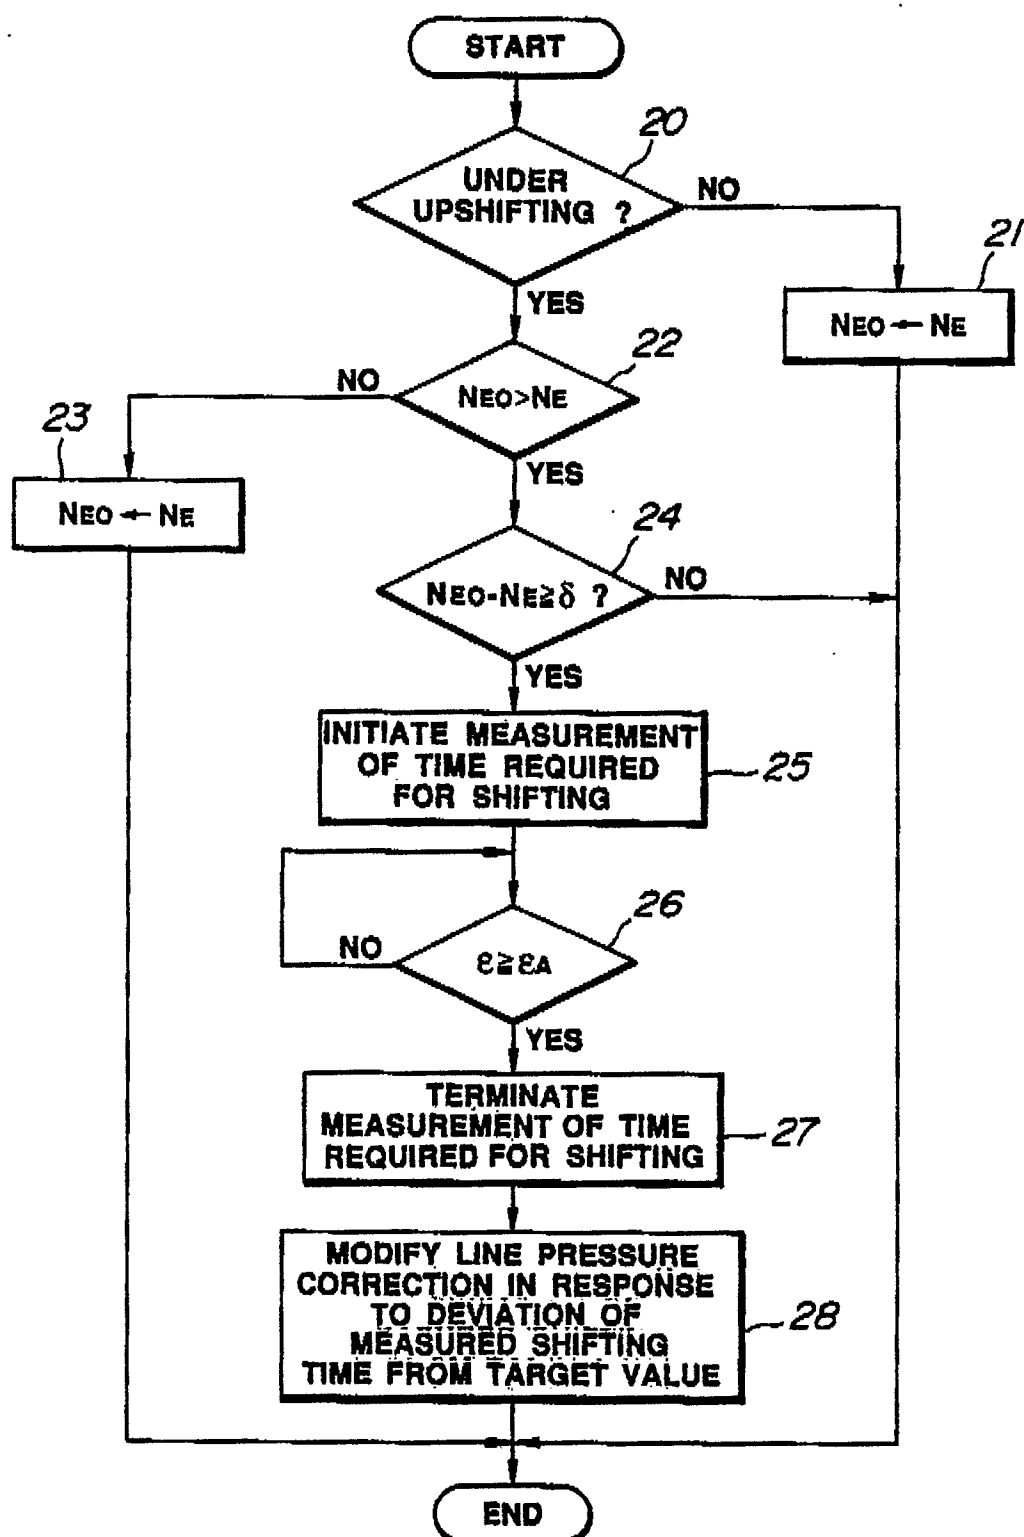 START
20
UNDER
UPSHIFTING ?
NO
21
NEO ← NE
YES
22
NO
NEO>NE
23
NEO ← NE
YES
24
NEO-NE≧δ ?
NO
YES
INITIATE MEASUREMENT
OF TIME REQUIRED
FOR SHIFTING
25
26
NO
ε≧εA
YES
TERMINATE
MEASUREMENT OF TIME
REQUIRED FOR SHIFTING
27
MODIFY LINE PRESSURE
CORRECTION IN RESPONSE
TO DEVIATION OF
MEASURED SHIFTING
TIME FROM TARGET VALUE
28
END